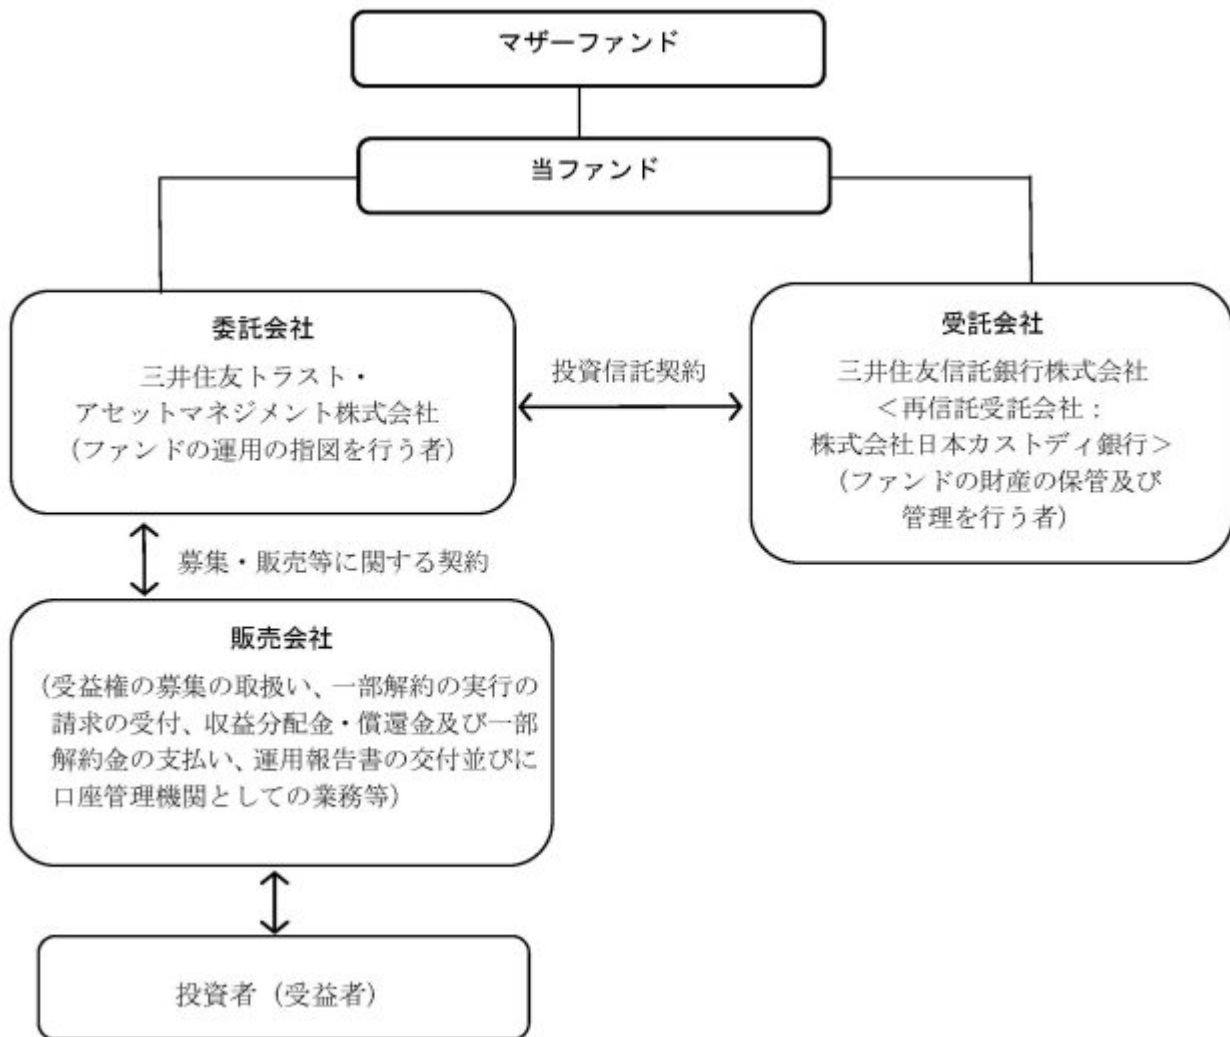 マザーファンド
当ファンド
委託会社
三井住友トラスト・
アセットマネジメント株式会社
（ファンドの運用の指図を行う者）
投資信託契約
受託会社
三井住友信託銀行株式会社
＜再信託受託会社：
株式会社日本カストディ銀行＞
（ファンドの財産の保管及び
管理を行う者）
募集・販売等に関する契約
販売会社
（受益権の募集の取扱い、一部解約の実行の
請求の受付、収益分配金・償還金及び一部
解約金の支払い、運用報告書の交付並びに
口座管理機関としての業務等）
投資者（受益者）